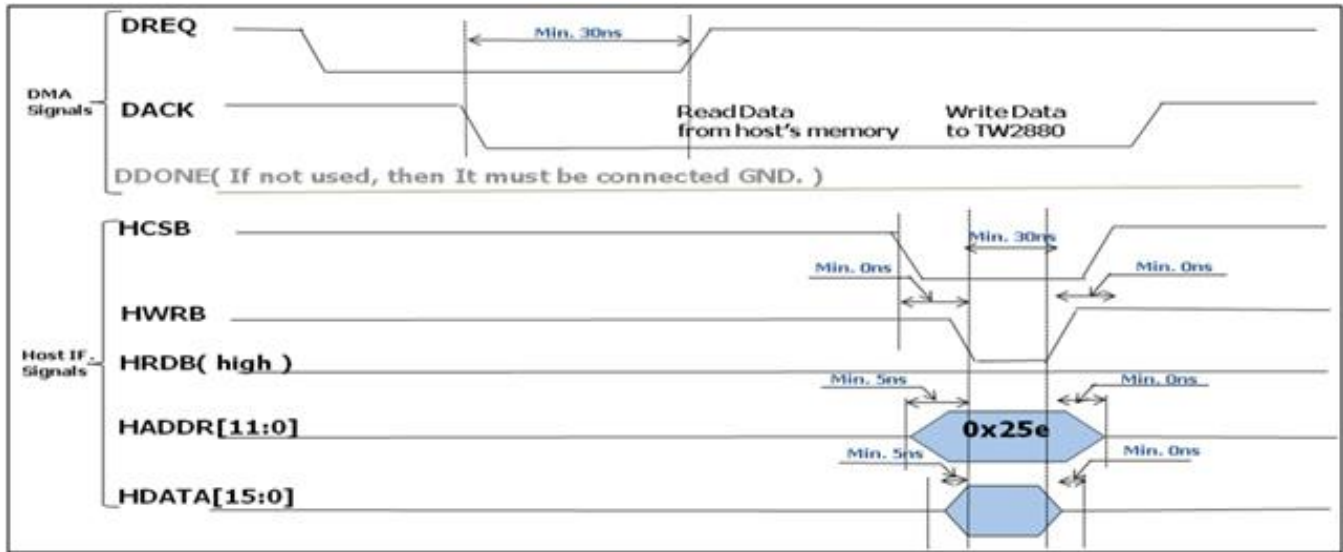 DREQ
Min. 30ns
DMA
Signals
DACK
Read Data
from host's memory
Write Data
to TW2880
DDONE( If not used, then It must be connected GND. )
HCSB
Min. 30ns
Min. 0ns
Min. 0ns
HWRB
Host IF.
Signals
HRDB( high )
Min. 5ns
Min. 0ns
HADDR[11:0]
0x25e
Min. 5ns
Min. 0ns
HDATA[15:0]